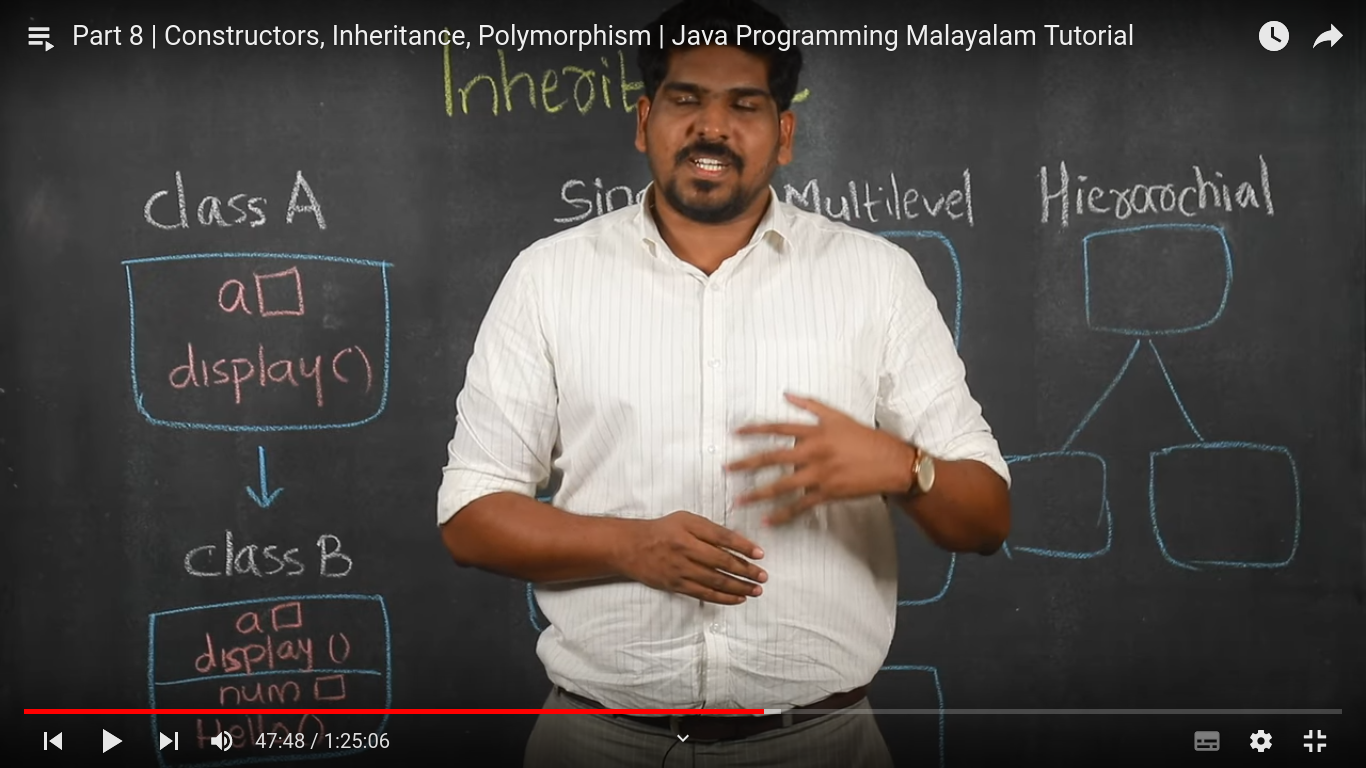 Part 8 | Constructors, Inheritance, Polymorphism | Java Programming Malayalam Tutorial
class A
a
display()
class B
a
display ()
num
Hello()
Multilevel
Hierarochial
47:48 / 1:25:06